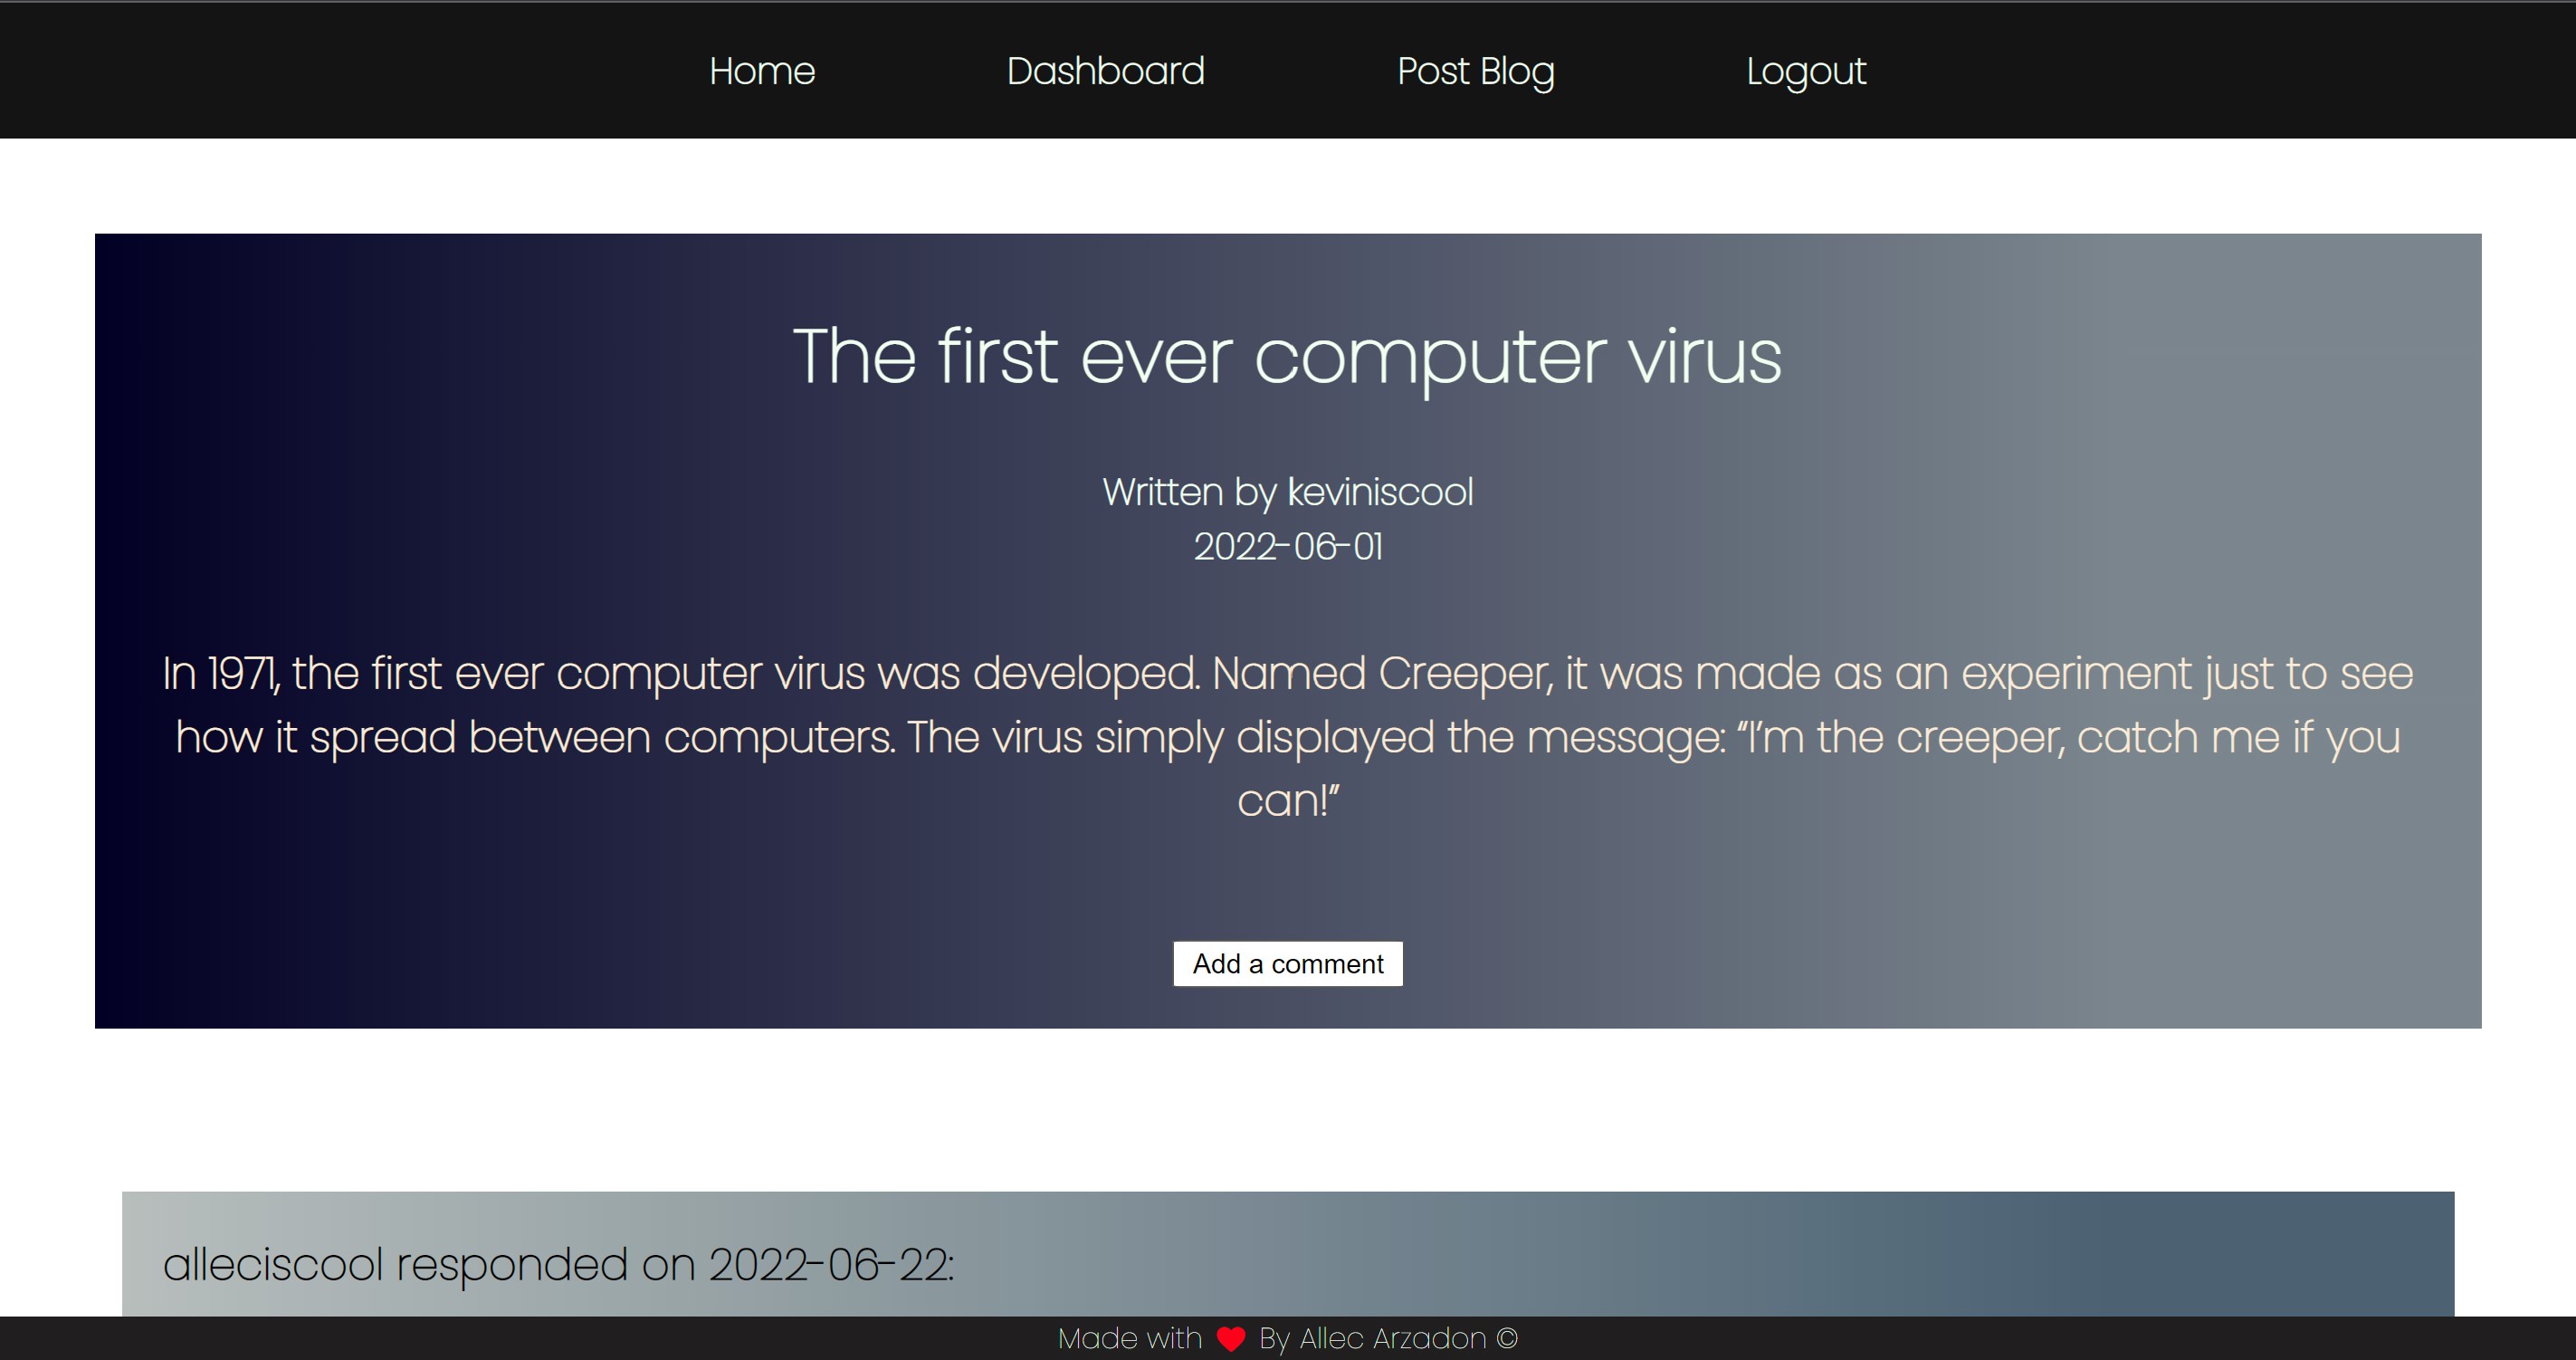 Home Dashboard Post Blog Logout
The first ever computer virus
Written by keviniscool
2022-06-01
In 1971, the first ever computer virus was developed. Named Creeper, it was made as an experiment just to see
how it spread between computers. The virus simply displayed the message: “I’m the creeper, catch me if you
can!”
Add a comment
alleciscool responded on 2022-06-22:
Made with ❤ By Allec Arzadon ©